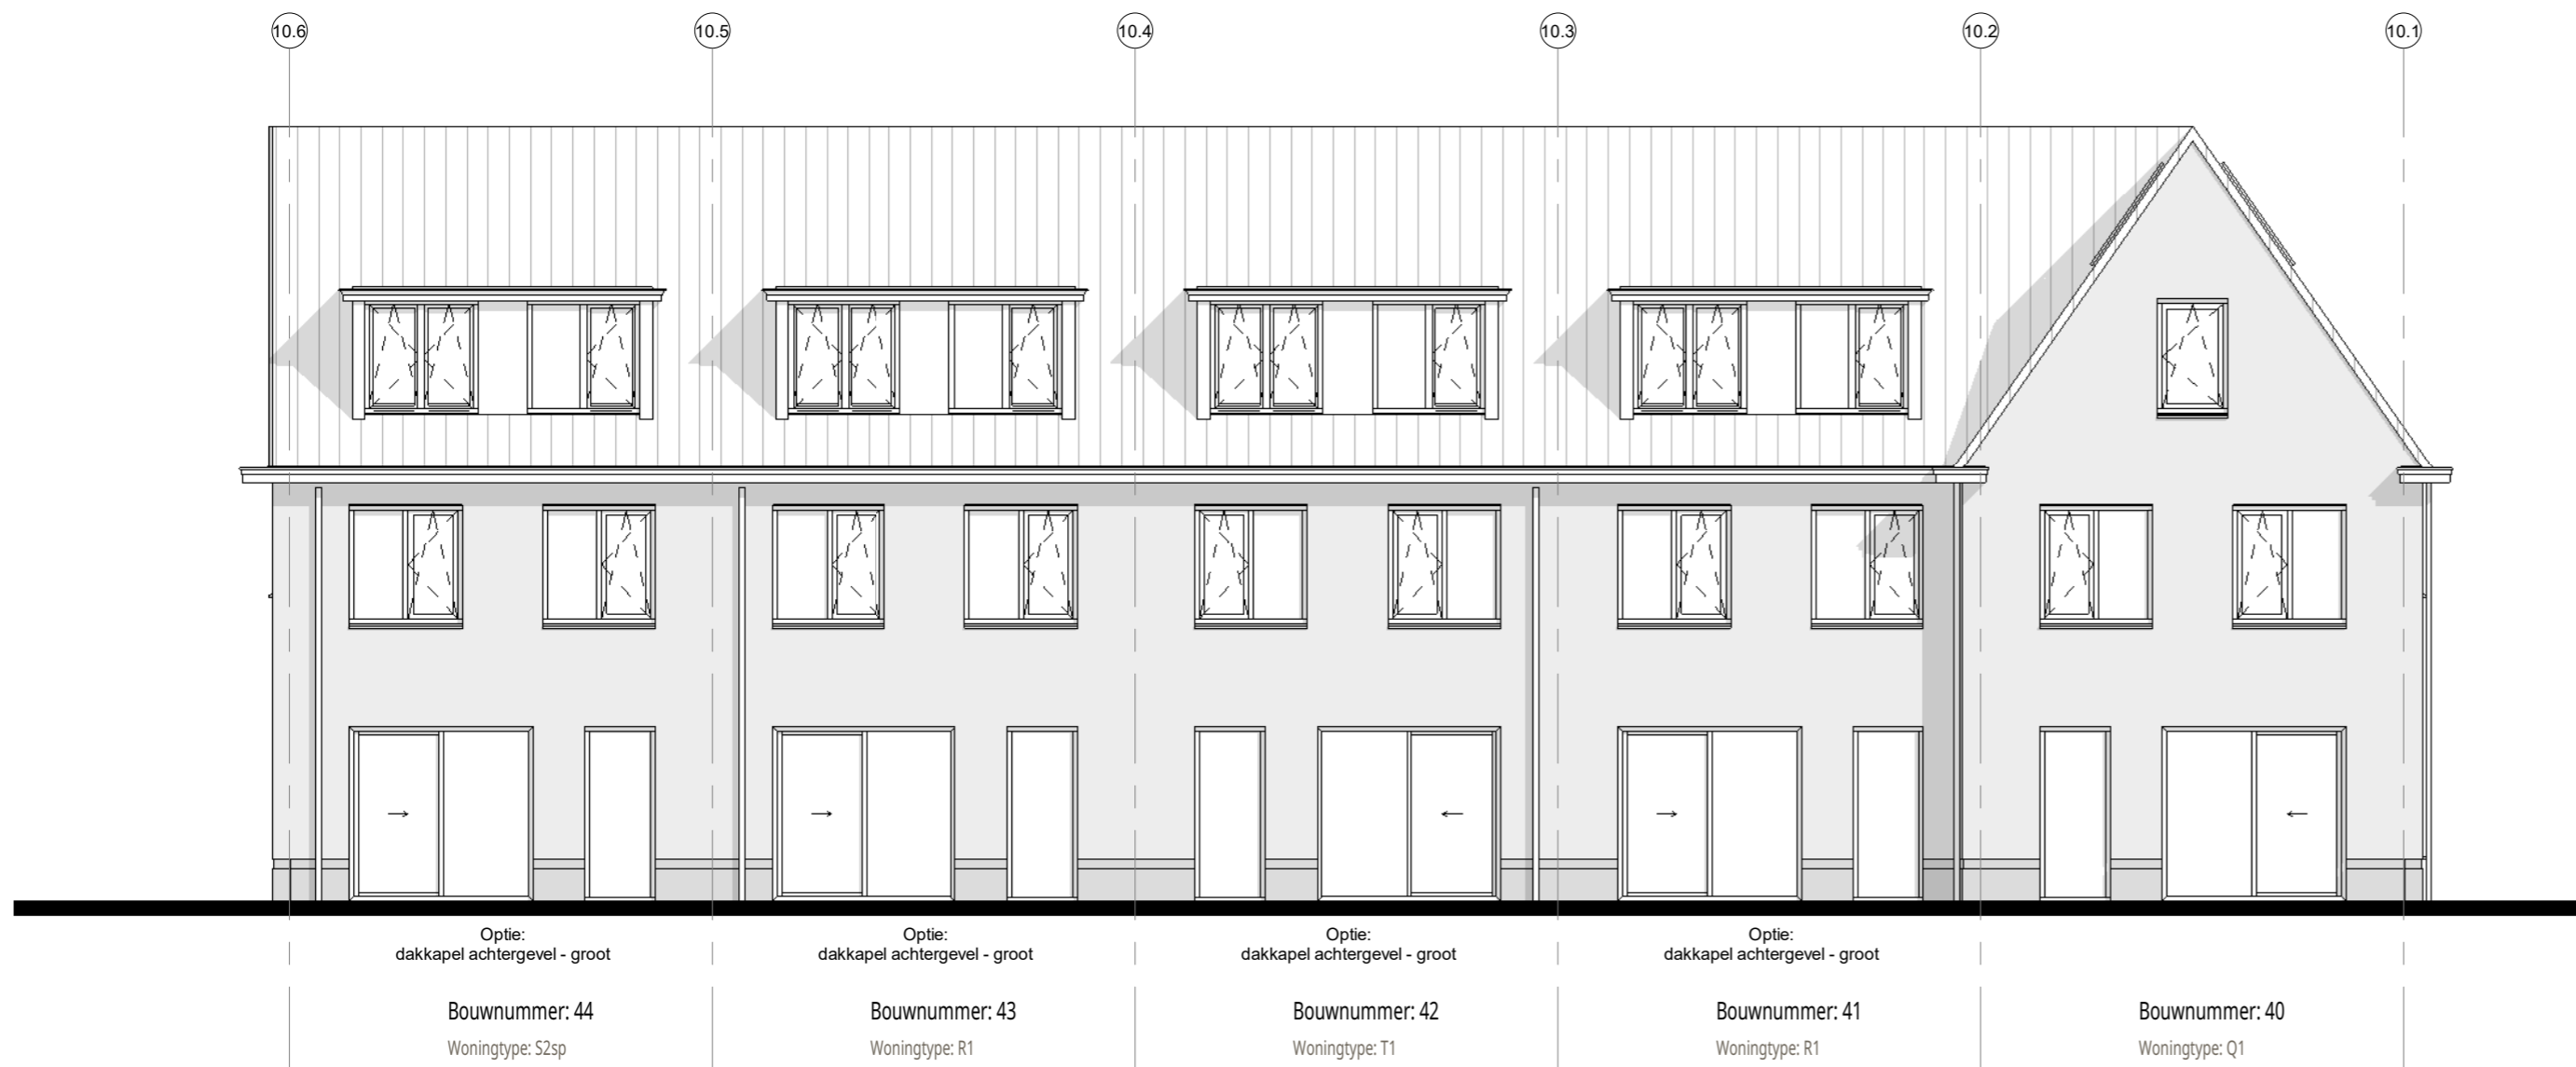 10.6
10.5
10.4
10.3
10.2
10.1
Optie:
dakkapel achtergevel - groot
Optie:
dakkapel achtergevel - groot
Optie:
dakkapel achtergevel - groot
Optie:
dakkapel achtergevel - groot
Bouwnummer: 44
Woningtype: S2sp
Bouwnummer: 43
Woningtype: R1
Bouwnummer: 42
Woningtype: T1
Bouwnummer: 41
Woningtype: R1
Bouwnummer: 40
Woningtype: Q1